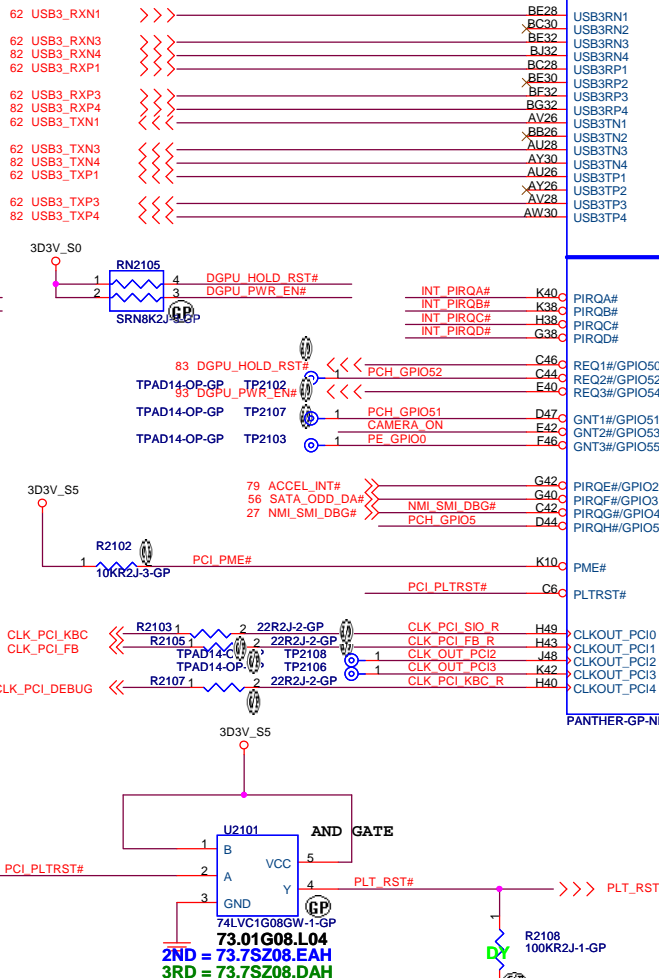 62 USB3_RXN1 BE28 USB3RN1
BC30 USB3RN2
62 USB3_RXN3 BE32 USB3RN3
82 USB3_RXN4 BJ32 USB3RN4
62 USB3_RXP1 BC28 USB3RP1
BE30 USB3RP2
62 USB3_RXP3 BF32 USB3RP3
82 USB3_RXP4 BG32 USB3RP4
62 USB3_TXN1 AV26 USB3TN1
BB26 USB3TN2
62 USB3_TXN3 AU28 USB3TN3
82 USB3_TXN4 AY30 USB3TN4
62 USB3_TXP1 AU26 USB3TP1
AY26 USB3TP2
62 USB3_TXP3 AV28 USB3TP3
82 USB3_TXP4 AW30 USB3TP4
3D3V_S0
RN2105
1 4 DGPU_HOLD_RST#
2 3 DGPU_PWR_EN#
GP
INT_PIRQA# K40 PIRQA#
INT_PIRQB# K38 PIRQB#
INT_PIRQC# H38 PIRQC#
INT_PIRQD# G38 PIRQD#
83 DGPU_HOLD_RST# C46 REQ1#/GPIO50
1 PCH_GPIO52 C44 REQ2#/GPIO52
TPAD14-OP-GP TP2102
93 DGPU_PWR_EN# E40 REQ3#/GPIO54
TPAD14-OP-GP TP2107 1 PCH_GPIO51 D47 GNT1#/GPIO51
CAMERA_ON E42 GNT2#/GPIO53
TPAD14-OP-GP TP2103 1 PE_GPIO0 F46 GNT3#/GPIO55
79 ACCEL_INT# G42 PIRQE#/GPIO2
56 SATA_ODD_DA# G40 PIRQF#/GPIO3
27 NMI_SMI_DBG# NMI_SMI_DBG# C42 PIRQG#/GPIO4
PCH_GPIO5 D44 PIRQH#/GPIO5
3D3V_S5
R2102
1 PCI_PME# K10 PME#
10KR2J-3-GP
PCI_PLTRST# C6 PLTRST#
CLK_PCI_KBC R2103 1 2 22R2J-2-GP CLK_PCI_SIO_R H49 CLKOUT_PCI0
CLK_PCI_FB R2105 1 2 22R2J-2-GP CLK_PCI_FB_R H43 CLKOUT_PCI1
TP2108 1 CLK_OUT_PCI2 J48 CLKOUT_PCI2
TP2106 1 CLK_OUT_PCI3 K42 CLKOUT_PCI3
CLK_PCI_DEBUG R2107 1 2 22R2J-2-GP CLK_PCI_KBC_R H40 CLKOUT_PCI4
3D3V_S5
U2101 AND GATE
1 B
VCC 5
PCI_PLTRST# 2 A
Y 4 PLT_RST# PLT_RST
3 GND
GP
74LVC1G08GW-1-GP
73.01G08.L04
2ND = 73.7SZ08.EAH
3RD = 73.7SZ08.DAH
1
R2108
100KR2J-1-GP
DY